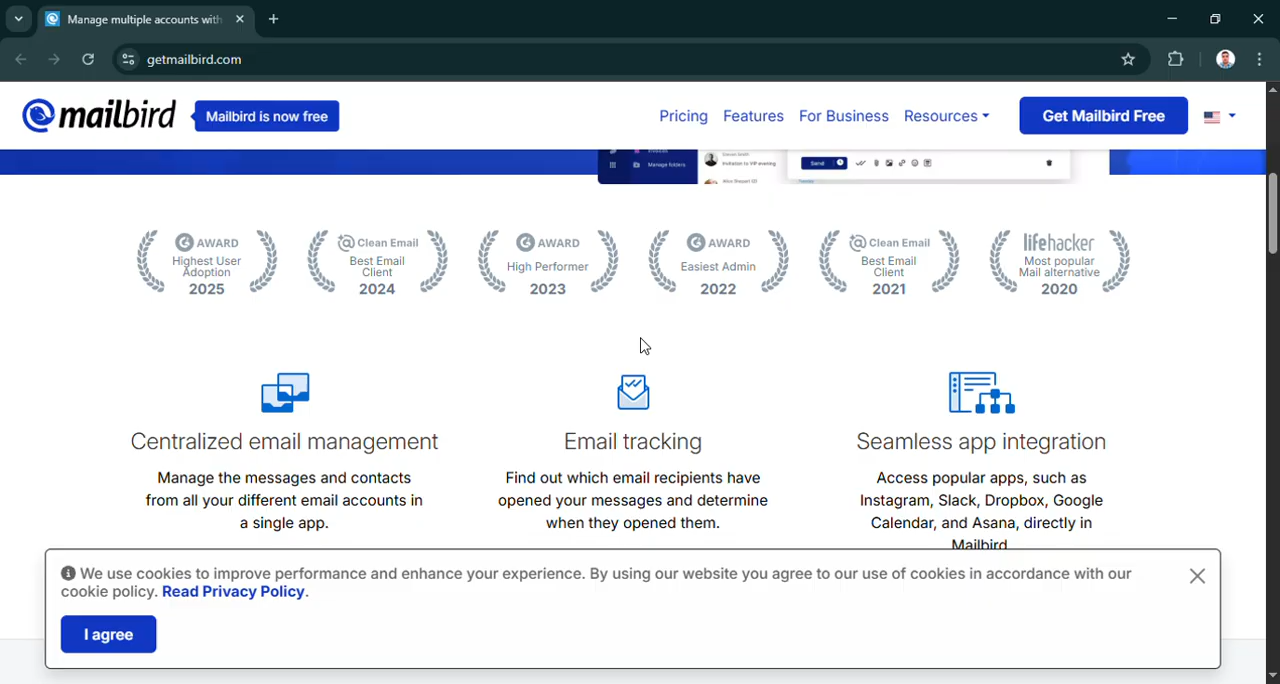 Manage multiple accounts with
getmailbird.com
mailbird
Mailbird is now free
Pricing
Features
For Business
Resources
Get Mailbird Free
Manage folders
Send
Invitation to VIP evening
AWARD
Highest User
Adoption
2025
Clean Email
Best Email
Client
2024
AWARD
High Performer
2023
AWARD
Easiest Admin
2022
Clean Email
Best Email
Client
2021
lifehacker
Most popular
Mail alternative
2020
Centralized email management
Manage the messages and contacts
from all your different email accounts in
a single app.
Email tracking
Find out which email recipients have
opened your messages and determine
when they opened them.
Seamless app integration
Access popular apps, such as
Instagram, Slack, Dropbox, Google
Calendar, and Asana, directly in
Mailbird
We use cookies to improve performance and enhance your experience. By using our website you agree to our use of cookies in accordance with our
cookie policy. Read Privacy Policy.
I agree